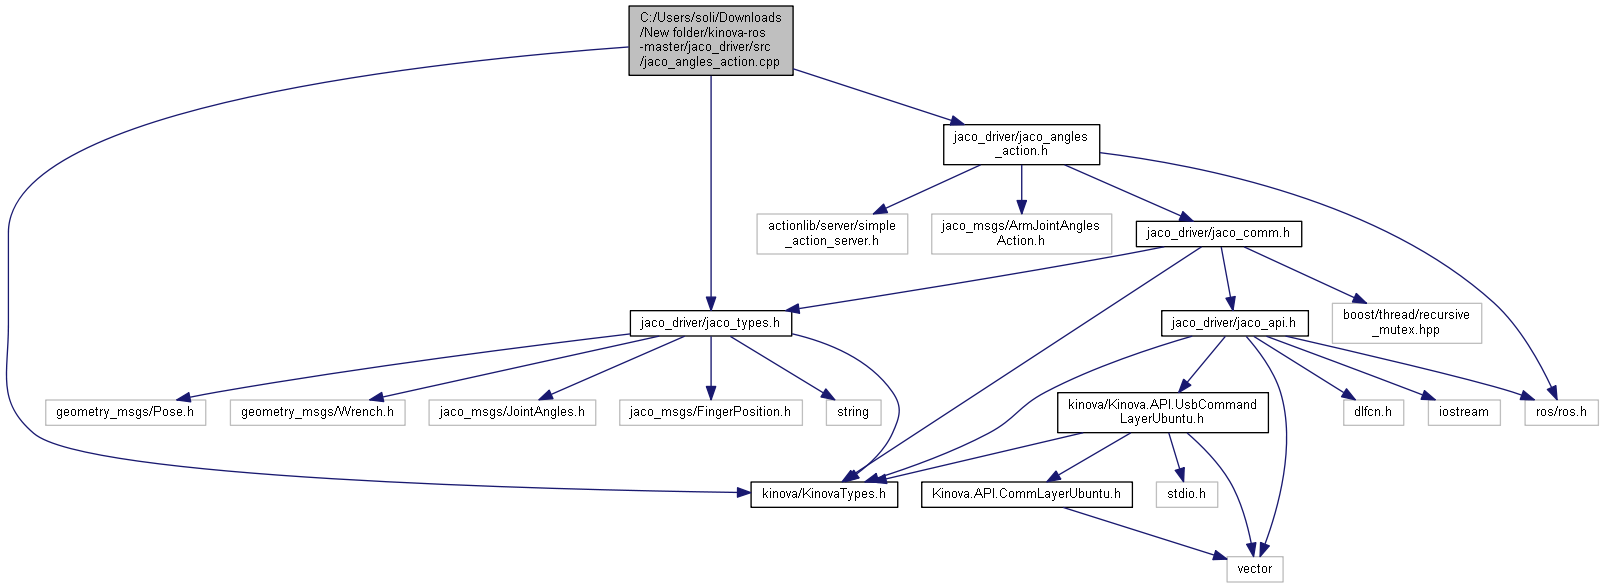 C:/Users/soli/Downloads
/New folder/kinova-ros
-master/jaco_driver/src
/jaco_angles_action.cpp
jaco_driver/jaco_angles
_action.h
actionlib/server/simple
_action_server.h
jaco_msgs/ArmJointAngles
Action.h
jaco_driver/jaco_comm.h
jaco_driver/jaco_types.h
jaco_driver/jaco_api.h
boost/thread/recursive
_mutex.hpp
geometry_msgs/Pose.h
geometry_msgs/Wrench.h
jaco_msgs/JointAngles.h
jaco_msgs/FingerPosition.h
string
kinova/Kinova.API.UsbCommand
LayerUbuntu.h
dlfcn.h
iostream
ros/ros.h
kinova/KinovaTypes.h
Kinova.API.CommLayerUbuntu.h
stdio.h
vector